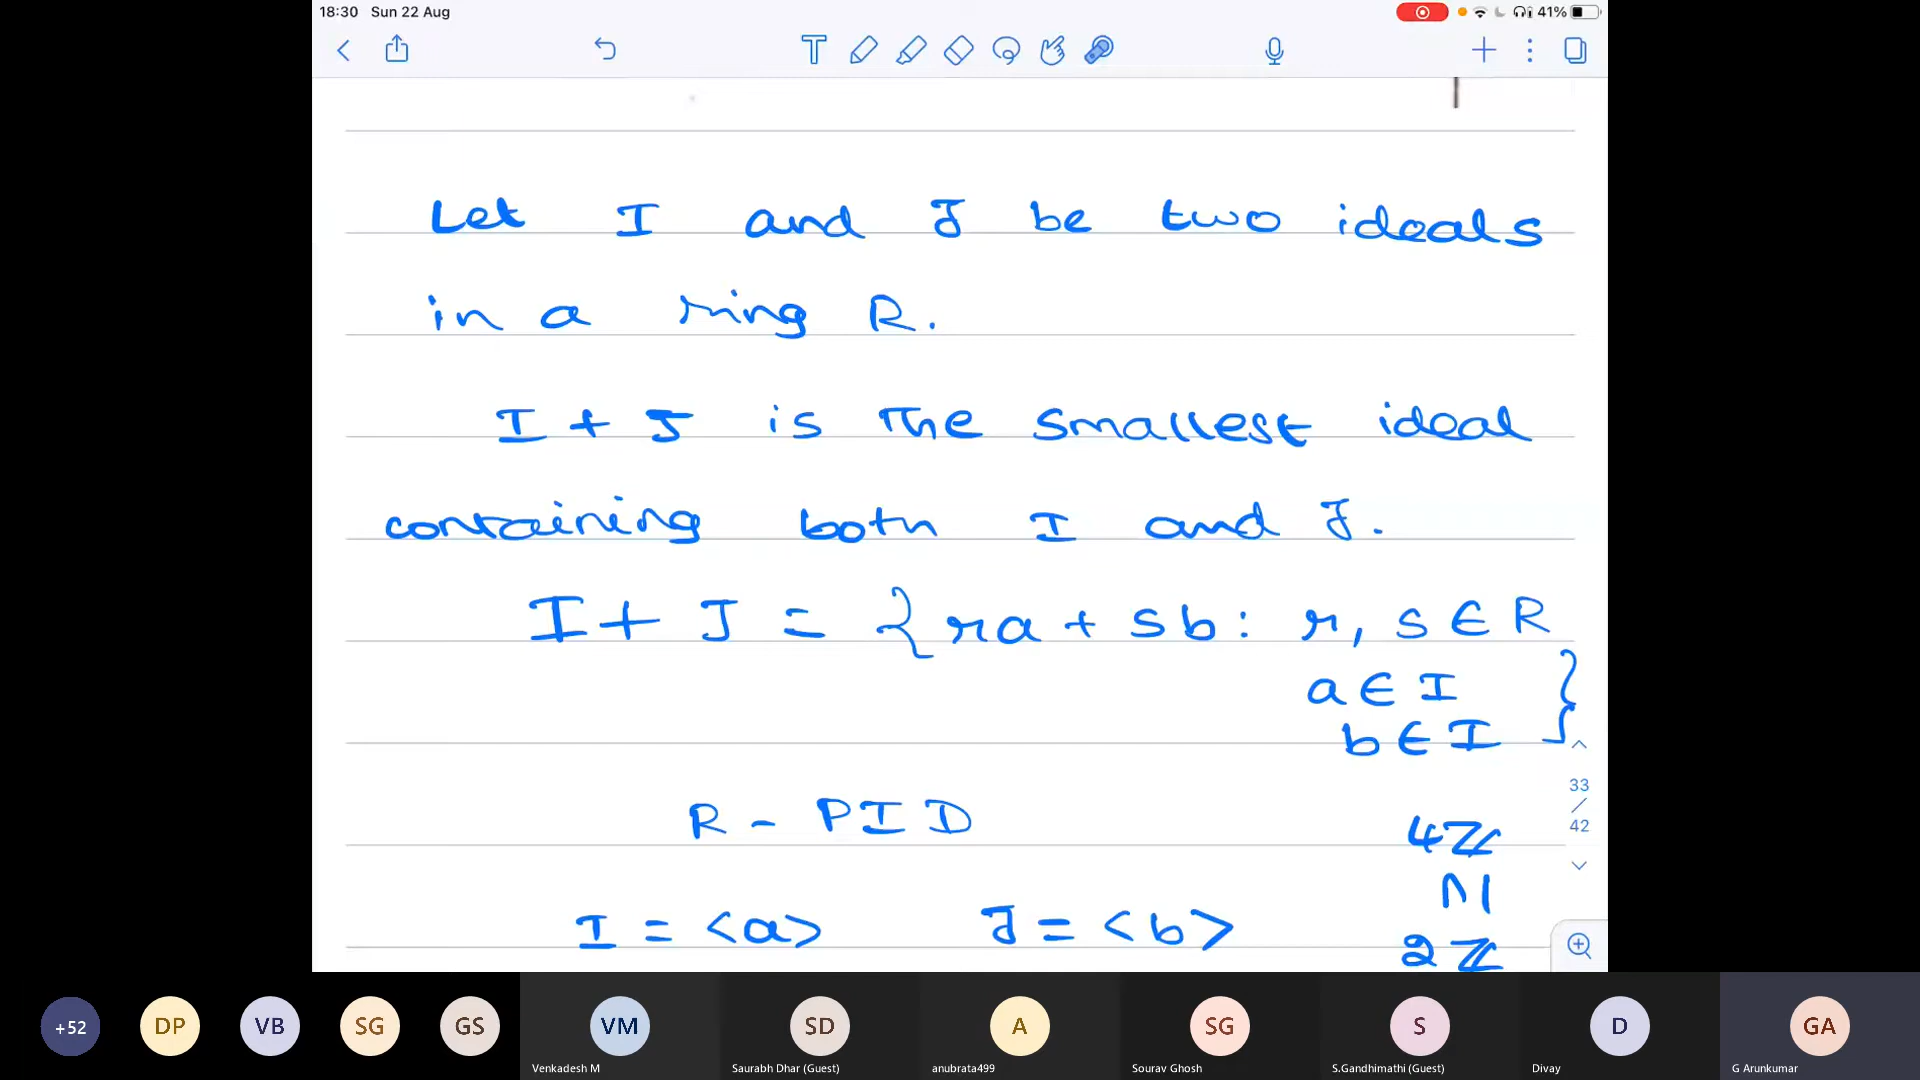 18:30 Sun 22 Aug
41%
T
Let I and J be two ideals
in a ring R.
I + J is the smallest ideal
containing both I and J.
I + J = {ra + sb : r, s ∈ R
a ∈ I
b ∈ I }
33
/
42
R - PID
4ℤ
I = <a> J = <b>
2ℤ
+52 DP VB SG GS VM SD A SG S D GA
Venkadesh M Saurabh Dhar (Guest) anubrata499 Sourav Ghosh S.Gandhimathi (Guest) Divay G Arunkumar